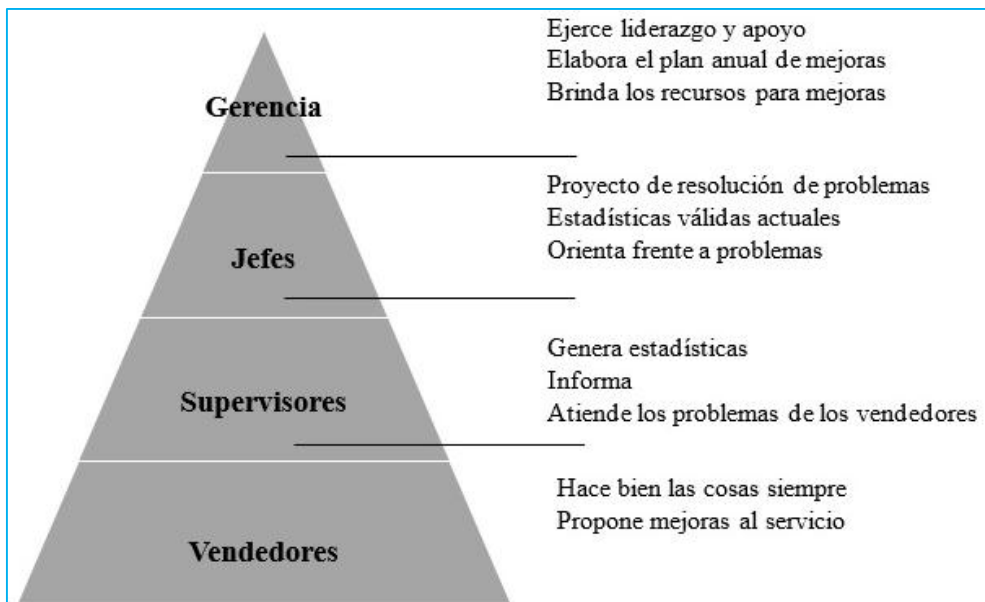 Ejerce liderazgo y apoyo
Elabora el plan anual de mejoras
Brinda los recursos para mejoras
Gerencia
Proyecto de resolución de problemas
Estadísticas válidas actuales
Orienta frente a problemas
Jefes
Genera estadísticas
Informa
Atiende los problemas de los vendedores
Supervisores
Hace bien las cosas siempre
Propone mejoras al servicio
Vendedores